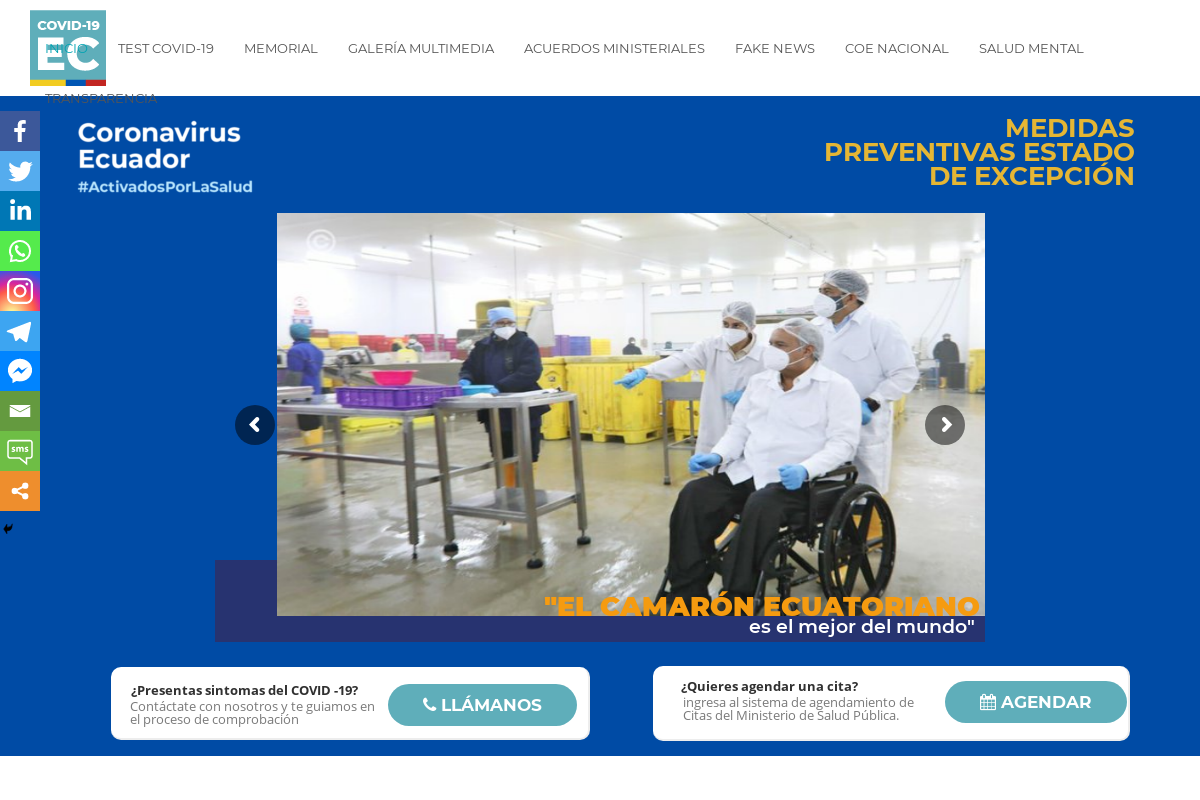 COVID-19
EC
INICIO
TEST COVID-19
MEMORIAL
GALERÍA MULTIMEDIA
ACUERDOS MINISTERIALES
FAKE NEWS
COE NACIONAL
SALUD MENTAL
TRANSPARENCIA
Coronavirus
Ecuador
#ActivadosPorLaSalud
MEDIDAS
PREVENTIVAS ESTADO
DE EXCEPCIÓN
©
sms
"EL CAMARÓN ECUATORIANO
es el mejor del mundo"
¿Presentas sintomas del COVID -19?
Contáctate con nosotros y te guiamos en
el proceso de comprobación
LLÁMANOS
¿Quieres agendar una cita?
ingresa al sistema de agendamiento de
Citas del Ministerio de Salud Pública.
AGENDAR